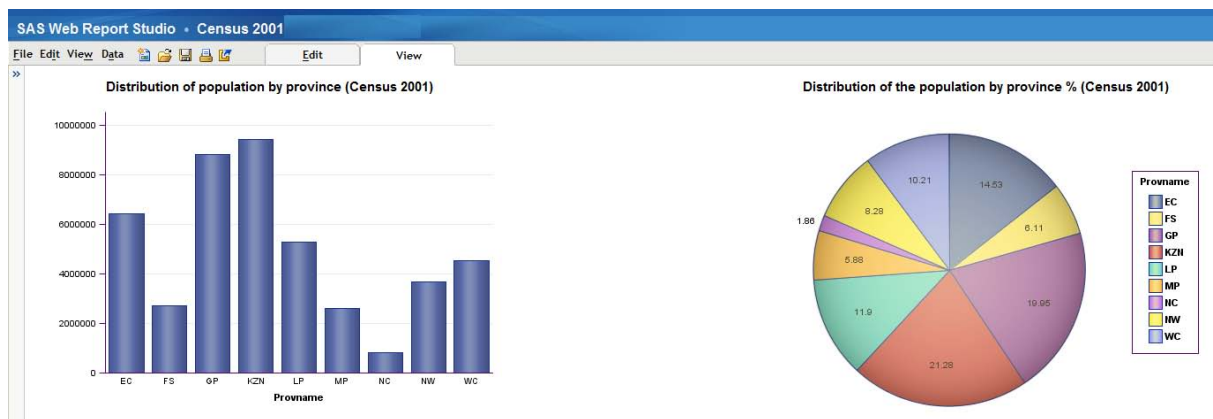 SAS Web Report Studio • Census 2001
File Edit View Data
Edit
View
»
Distribution of population by province (Census 2001)
10000000
8000000
6000000
4000000
2000000
0
EC FS GP KZN LP MP NC NW WC
Provname
Distribution of the population by province % (Census 2001)
10.21
14.53
8.28
6.11
1.86
5.88
19.95
11.9
21.28
Provname
EC
FS
GP
KZN
LP
MP
NC
NW
WC